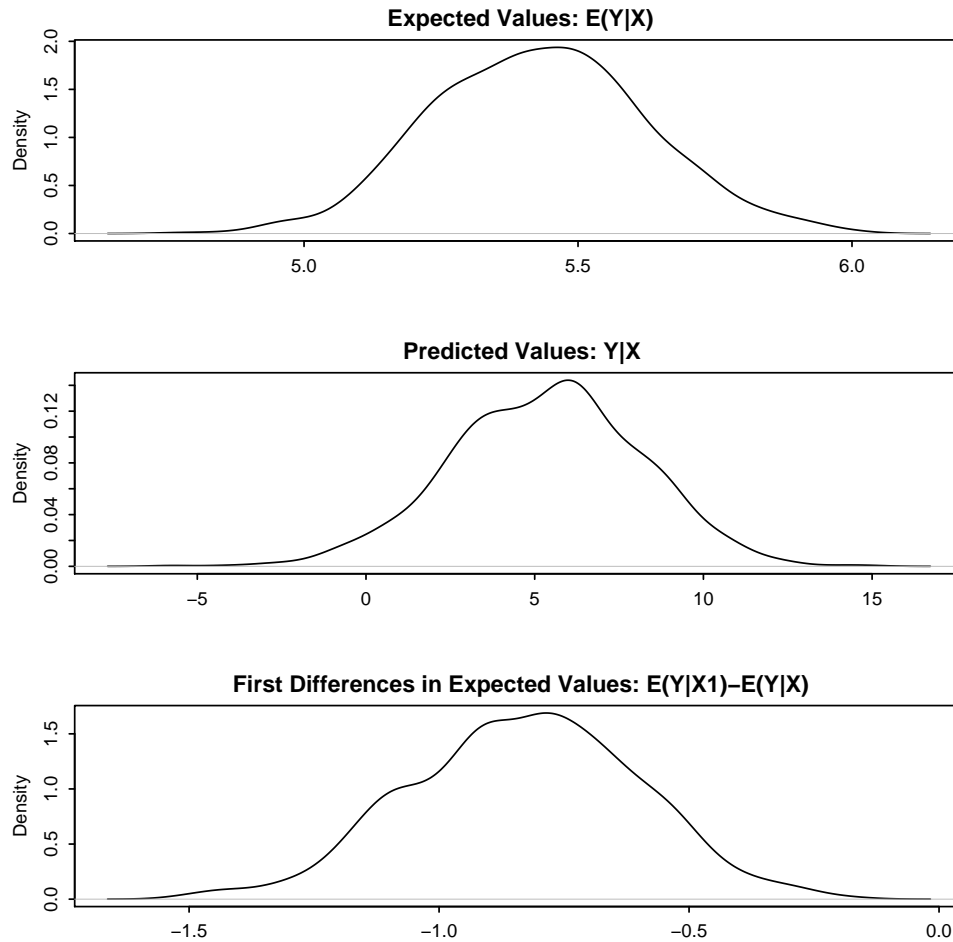 Expected Values: E(Y|X)
Density
0.0 0.5 1.0 1.5 2.0
5.0 5.5 6.0
Predicted Values: Y|X
Density
0.00 0.04 0.08 0.12
−5 0 5 10 15
First Differences in Expected Values: E(Y|X1)−E(Y|X)
Density
0.0 0.5 1.0 1.5
−1.5 −1.0 −0.5 0.0